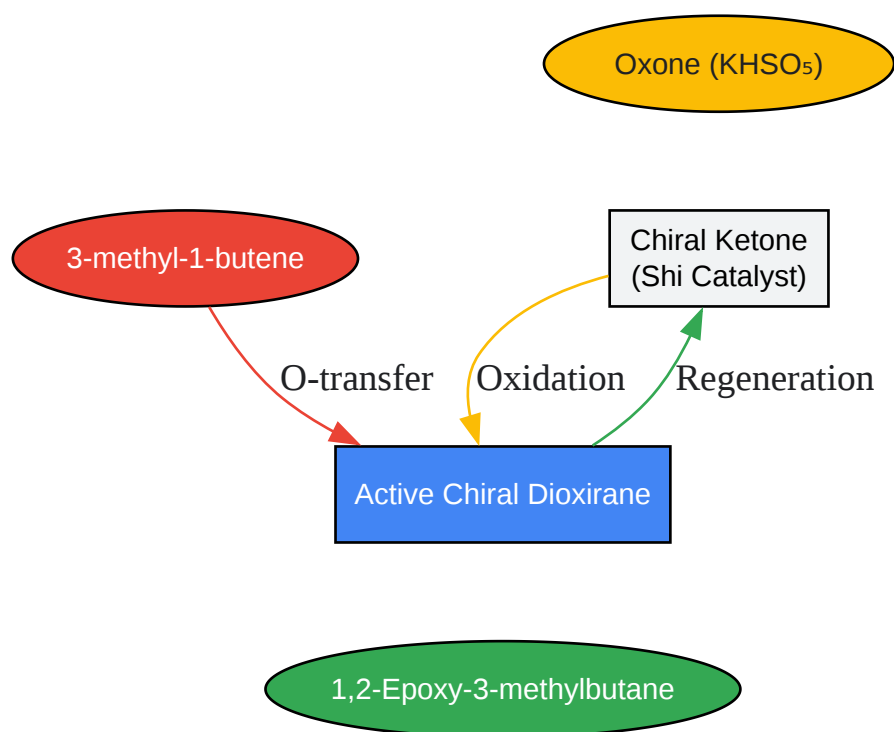 Oxone (KHSO₅)
3-methyl-1-butene
Chiral Ketone
(Shi Catalyst)
O-transfer
Oxidation
Regeneration
Active Chiral Dioxirane
1,2-Epoxy-3-methylbutane